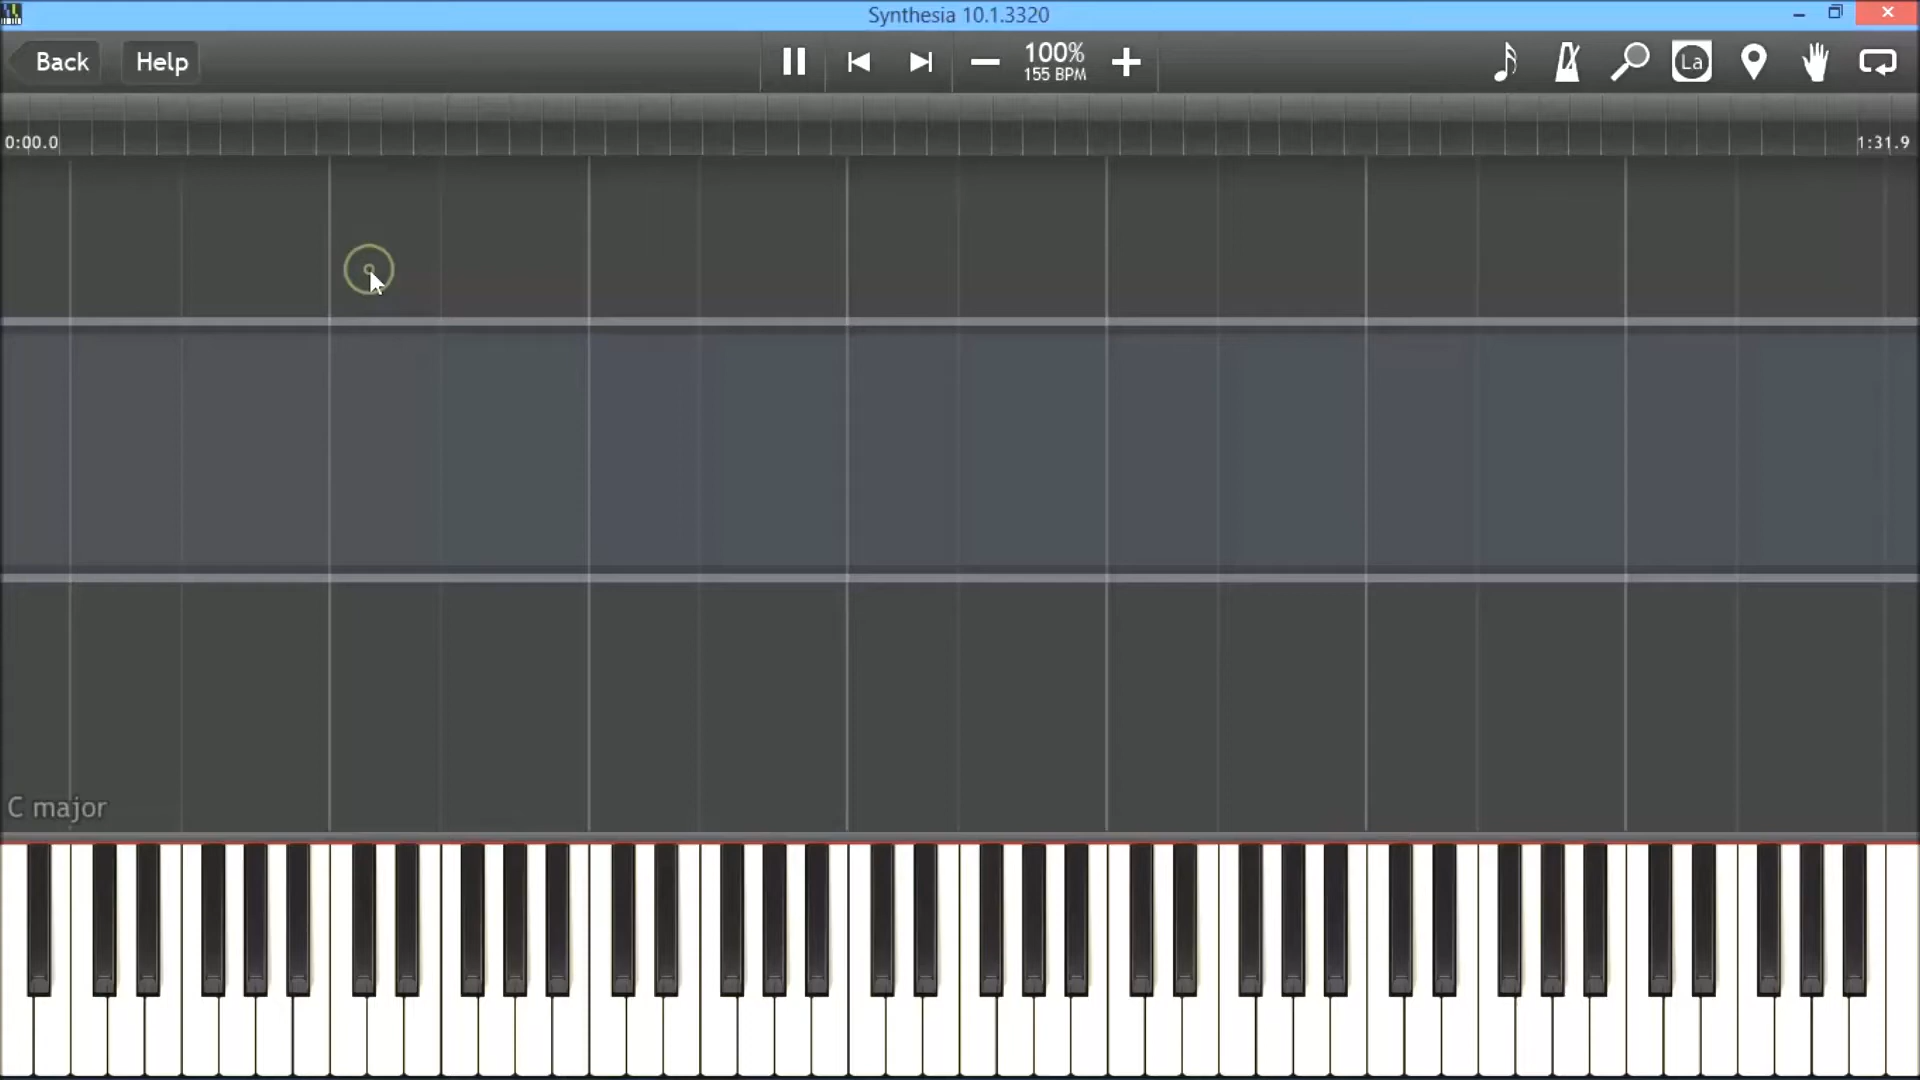 Synthesia 10.1.3320
Back
Help
100%
155 BPM
La
0:00.0
1:31.9
C major